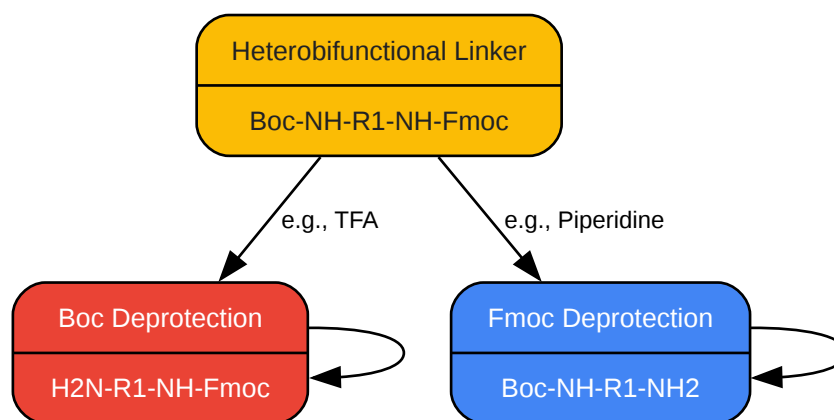 Heterobifunctional Linker
Boc-NH-R1-NH-Fmoc
e.g., TFA
e.g., Piperidine
Boc Deprotection
H2N-R1-NH-Fmoc
Fmoc Deprotection
Boc-NH-R1-NH2